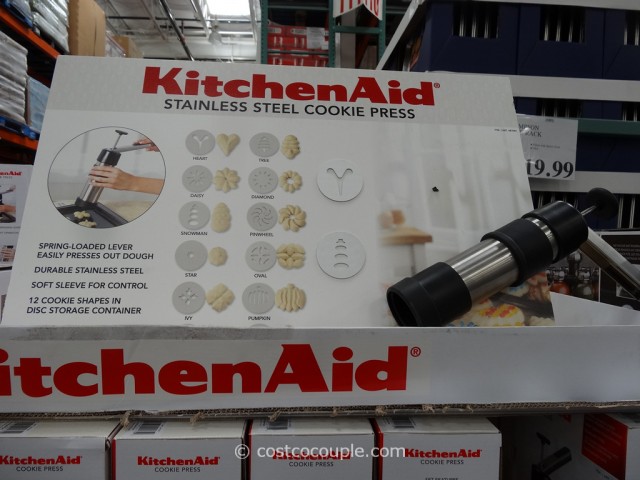 KitchenAid®
STAINLESS STEEL COOKIE PRESS
HEART
TREE
DAISY
DIAMOND
SNOWMAN
PINWHEEL
STAR
OVAL
IVY
PUMPKIN
SPRING-LOADED LEVER
EASILY PRESSES OUT DOUGH
DURABLE STAINLESS STEEL
SOFT SLEEVE FOR CONTROL
12 COOKIE SHAPES IN
DISC STORAGE CONTAINER
19.99
itchenAid®
KitchenAid
COOKIE PRESS
KitchenAid
COOKIE PRESS
KitchenAid
COOKIE PRESS
KitchenAid
COOKIE PRESS
© costcocouple.com